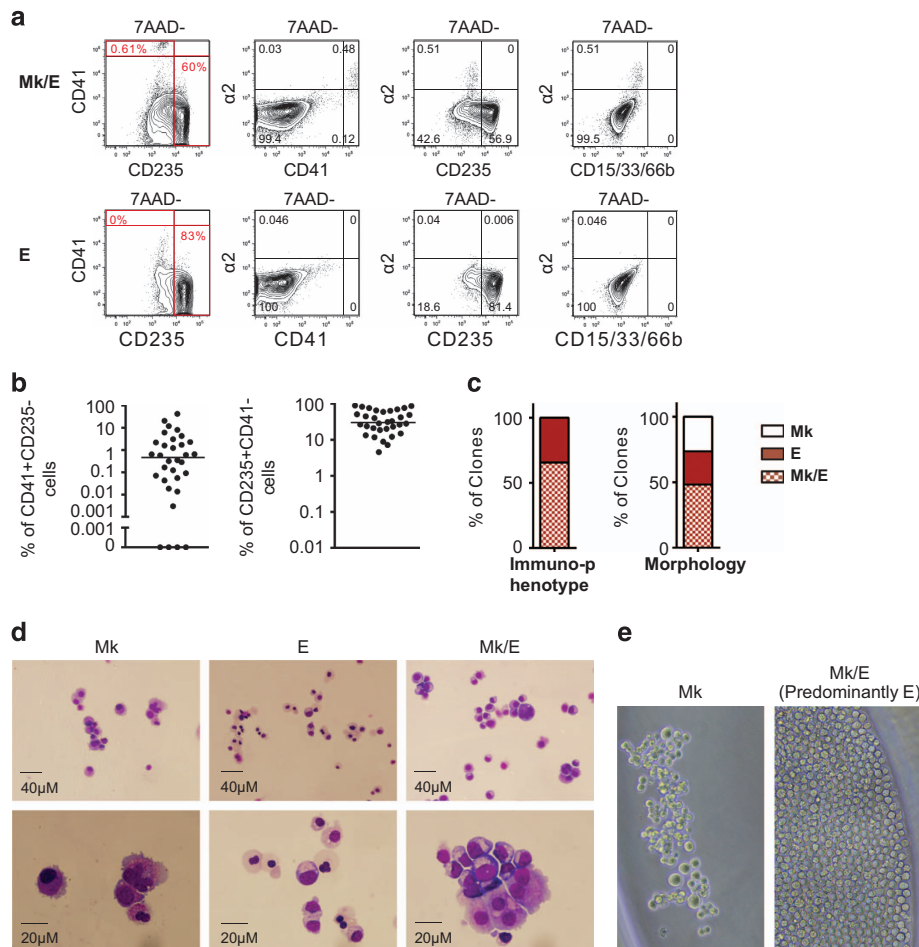 a
7AAD- 7AAD- 7AAD- 7AAD-
Mk/E
CD41 0.61% 60%
α2 0.03 0.48 99.4 0.12
α2 0.51 0 42.6 56.9
α2 0.51 0 99.5 0
CD235 CD41 CD235 CD15/33/66b
7AAD- 7AAD- 7AAD- 7AAD-
E
CD41 0% 83%
α2 0.046 0 100 0
α2 0.04 0.006 18.6 81.4
α2 0.046 0 100 0
CD235 CD41 CD235 CD15/33/66b
b
% of CD41+CD235-
cells
100
10
1
0.1
0.01
0.001
0.001
0
% of CD235+CD41-
cells
100
10
1
0.1
0.01
c
% of Clones
100
50
0
Immuno-p
henotype
% of Clones
100
50
0
Morphology
Mk
E
Mk/E
d
Mk E Mk/E
40µM 40µM 40µM
20µM 20µM 20µM
e
Mk
Mk/E
(Predominantly E)